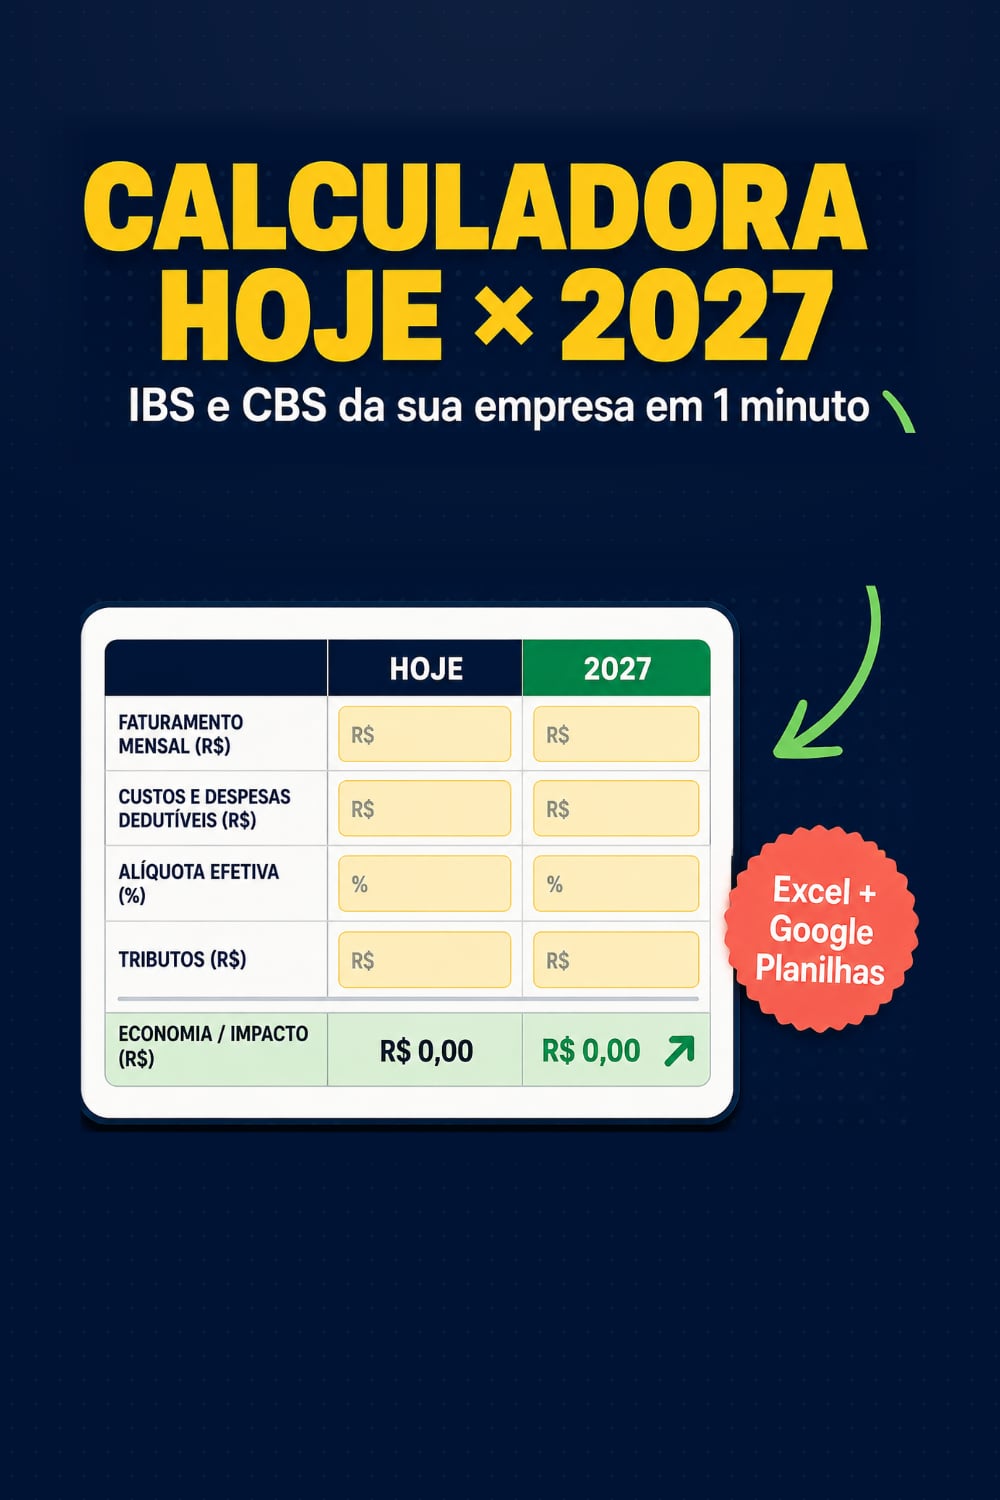 CALCULADORA
HOJE × 2027
IBS e CBS da sua empresa em 1 minuto
HOJE
2027
FATURAMENTO
MENSAL (R$)
R$
R$
CUSTOS E DESPESAS
DEDUTÍVEIS (R$)
R$
R$
ALÍQUOTA EFETIVA
(%)
%
%
TRIBUTOS (R$)
R$
R$
ECONOMIA / IMPACTO
(R$)
R$ 0,00
R$ 0,00
Excel +
Google
Planilhas